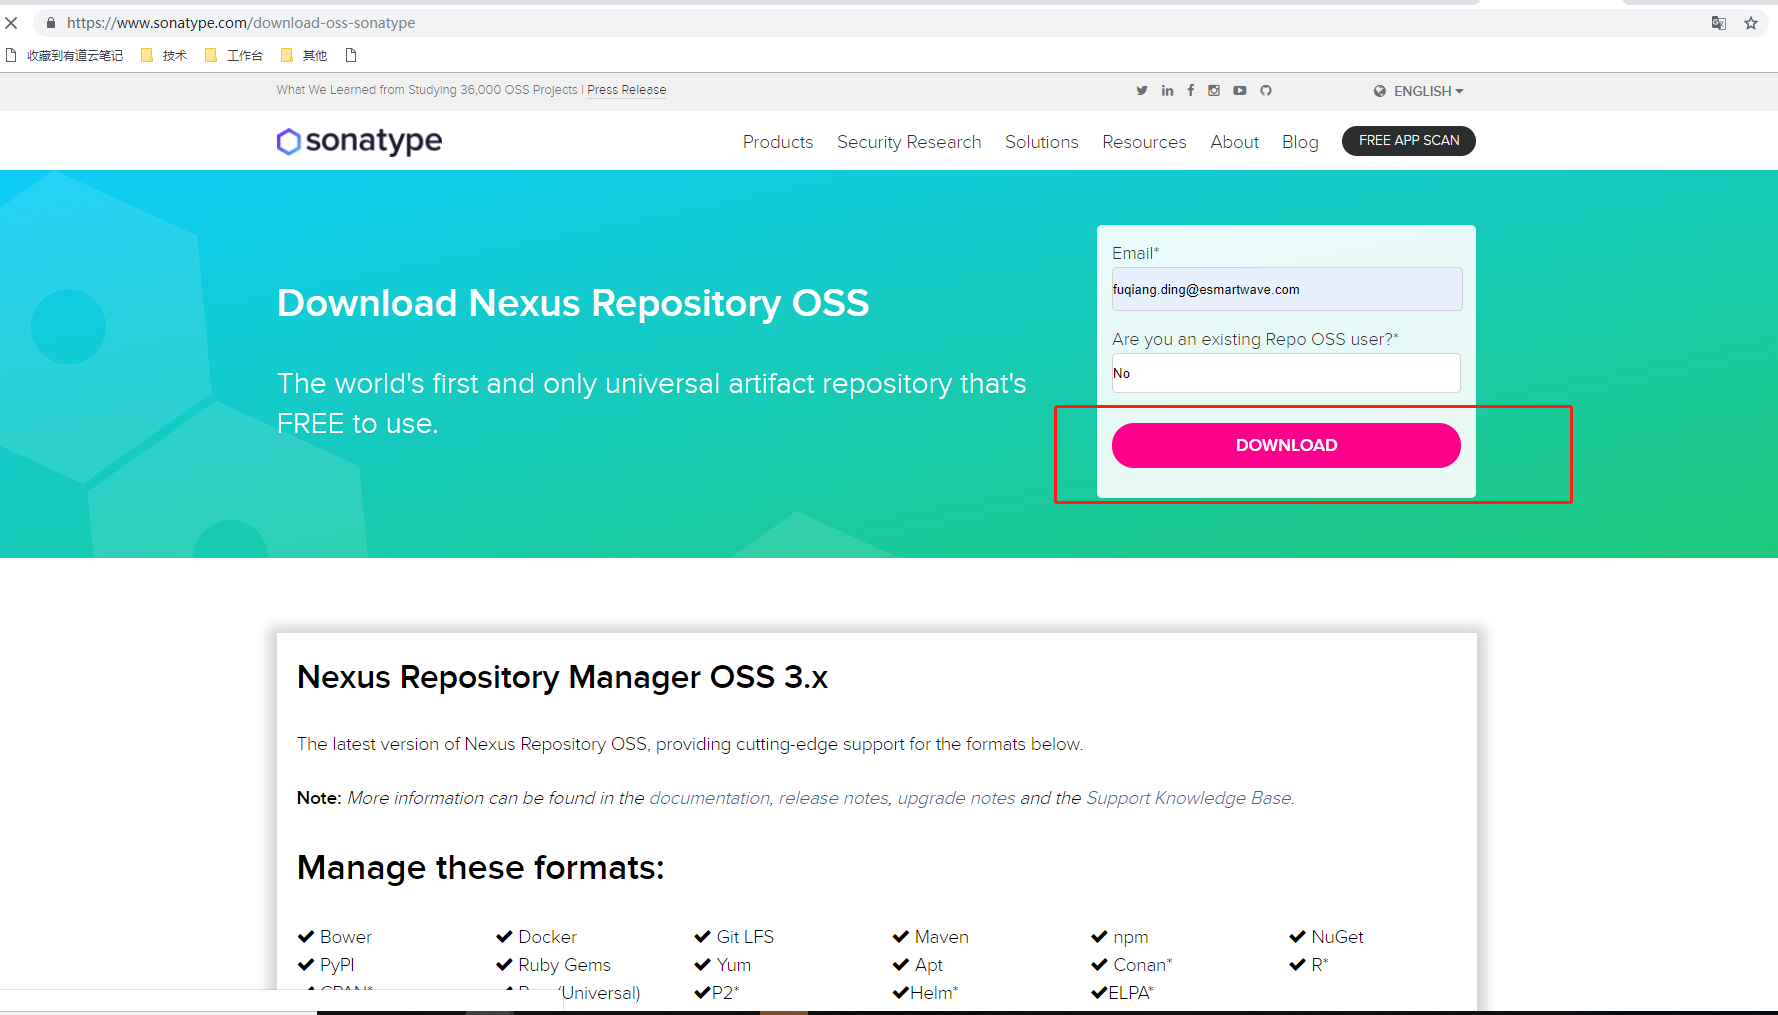 https://www.sonatype.com/download-oss-sonatype
收藏到有道云笔记 技术 工作台 其他
What We Learned from Studying 36,000 OSS Projects | Press Release
ENGLISH
sonatype
Products Security Research Solutions Resources About Blog FREE APP SCAN
Download Nexus Repository OSS
The world's first and only universal artifact repository that's
FREE to use.
Email*
fuqiang.ding@esmartwave.com
Are you an existing Repo OSS user?*
No
DOWNLOAD
Nexus Repository Manager OSS 3.x
The latest version of Nexus Repository OSS, providing cutting-edge support for the formats below.
Note: More information can be found in the documentation, release notes, upgrade notes and the Support Knowledge Base.
Manage these formats:
Bower Docker Git LFS Maven npm NuGet
PyPI Ruby Gems Yum Apt Conan* R*
CPAN* (Universal) P2* Helm* ELPA*